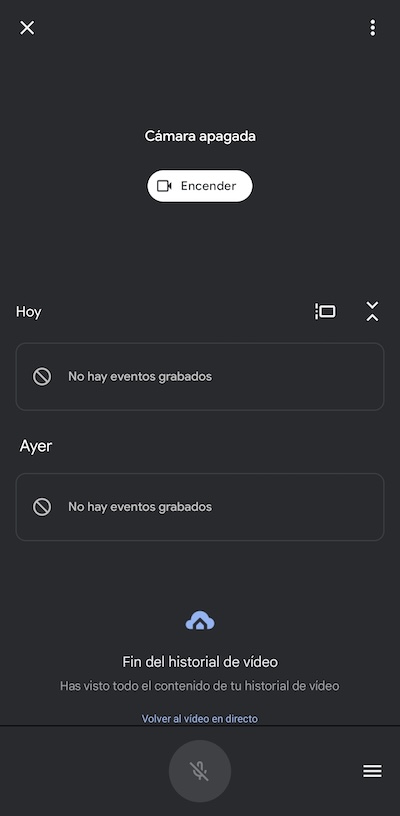 Cámara apagada
Encender
Hoy
No hay eventos grabados
Ayer
No hay eventos grabados
Fin del historial de vídeo
Has visto todo el contenido de tu historial de vídeo
Volver al vídeo en directo